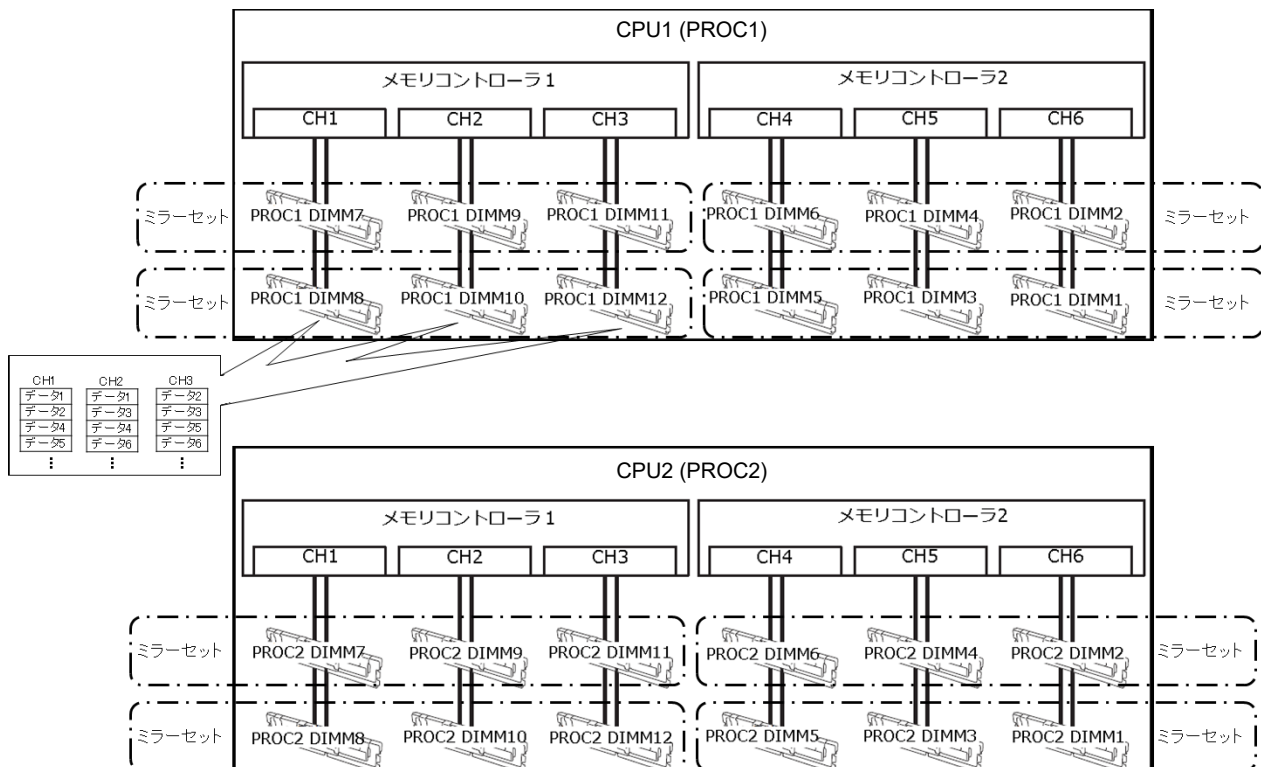 CPU1 (PROC1)
メモリコントローラ1
メモリコントローラ2
CH1
CH2
CH3
CH4
CH5
CH6
ミラーセット
PROC1 DIMM7
PROC1 DIMM9
PROC1 DIMM11
PROC1 DIMM6
PROC1 DIMM4
PROC1 DIMM2
ミラーセット
ミラーセット
PROC1 DIMM8
PROC1 DIMM10
PROC1 DIMM12
PROC1 DIMM5
PROC1 DIMM3
PROC1 DIMM1
ミラーセット
CH1
CH2
CH3
データ1
データ1
データ2
データ2
データ3
データ3
データ4
データ4
データ5
データ5
データ6
データ6
CPU2 (PROC2)
メモリコントローラ1
メモリコントローラ2
CH1
CH2
CH3
CH4
CH5
CH6
ミラーセット
PROC2 DIMM7
PROC2 DIMM9
PROC2 DIMM11
PROC2 DIMM6
PROC2 DIMM4
PROC2 DIMM2
ミラーセット
ミラーセット
PROC2 DIMM8
PROC2 DIMM10
PROC2 DIMM12
PROC2 DIMM5
PROC2 DIMM3
PROC2 DIMM1
ミラーセット